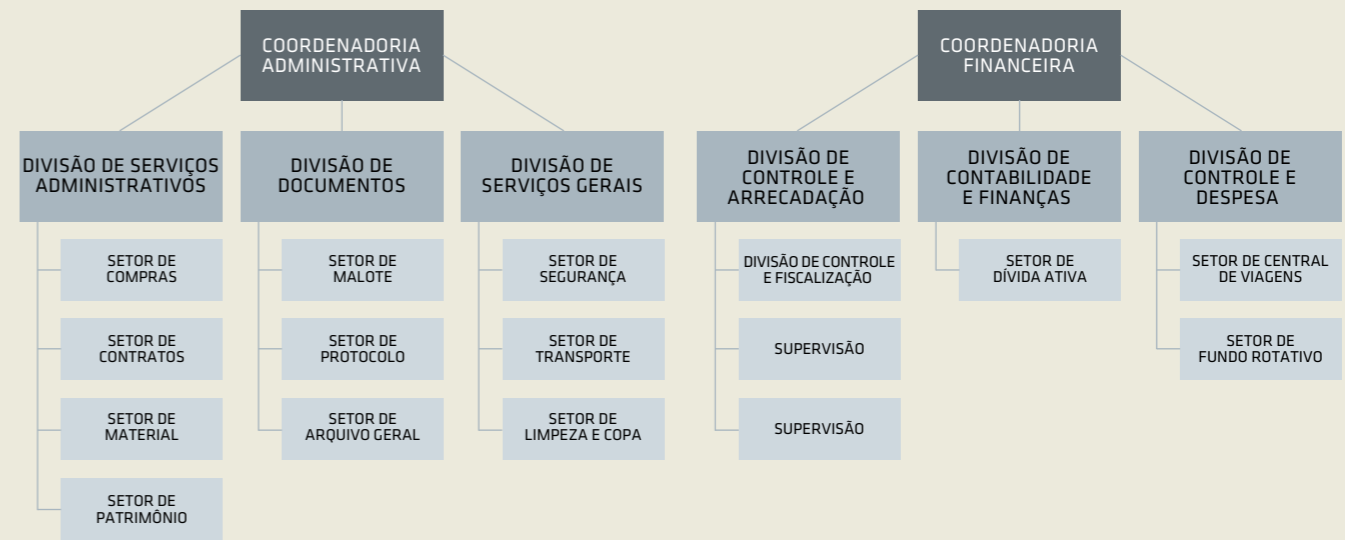 COORDENADORIA
ADMINISTRATIVA
DIVISÃO DE SERVIÇOS
ADMINISTRATIVOS
SETOR DE
COMPRAS
SETOR DE
CONTRATOS
SETOR DE
MATERIAL
SETOR DE
PATRIMÔNIO
DIVISÃO DE
DOCUMENTOS
SETOR DE
MALOTE
SETOR DE
PROTOCOLO
SETOR DE
ARQUIVO GERAL
DIVISÃO DE
SERVIÇOS GERAIS
SETOR DE
SEGURANÇA
SETOR DE
TRANSPORTE
SETOR DE
LIMPEZA E COPA
COORDENADORIA
FINANCEIRA
DIVISÃO DE
CONTROLE E
ARRECADAÇÃO
DIVISÃO DE CONTROLE
E FISCALIZAÇÃO
SUPERVISÃO
SUPERVISÃO
DIVISÃO DE
CONTABILIDADE
E FINANÇAS
SETOR DE
DÍVIDA ATIVA
DIVISÃO DE
CONTROLE E
DESPESA
SETOR DE CENTRAL
DE VIAGENS
SETOR DE
FUNDO ROTATIVO